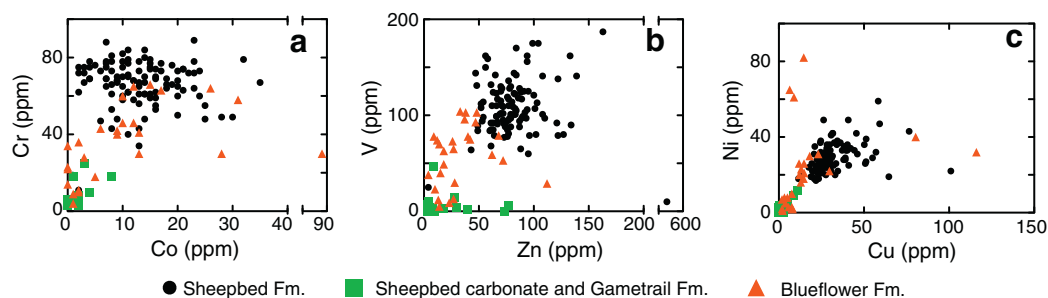 a
Cr (ppm)
80
40
0
0
10
20
30
40
90
Co (ppm)
b
V (ppm)
200
100
0
0
50
100
150
200
600
Zn (ppm)
c
Ni (ppm)
80
40
0
0
50
100
150
Cu (ppm)
Sheepbed Fm.
Sheepbed carbonate and Gametrail Fm.
Blueflower Fm.